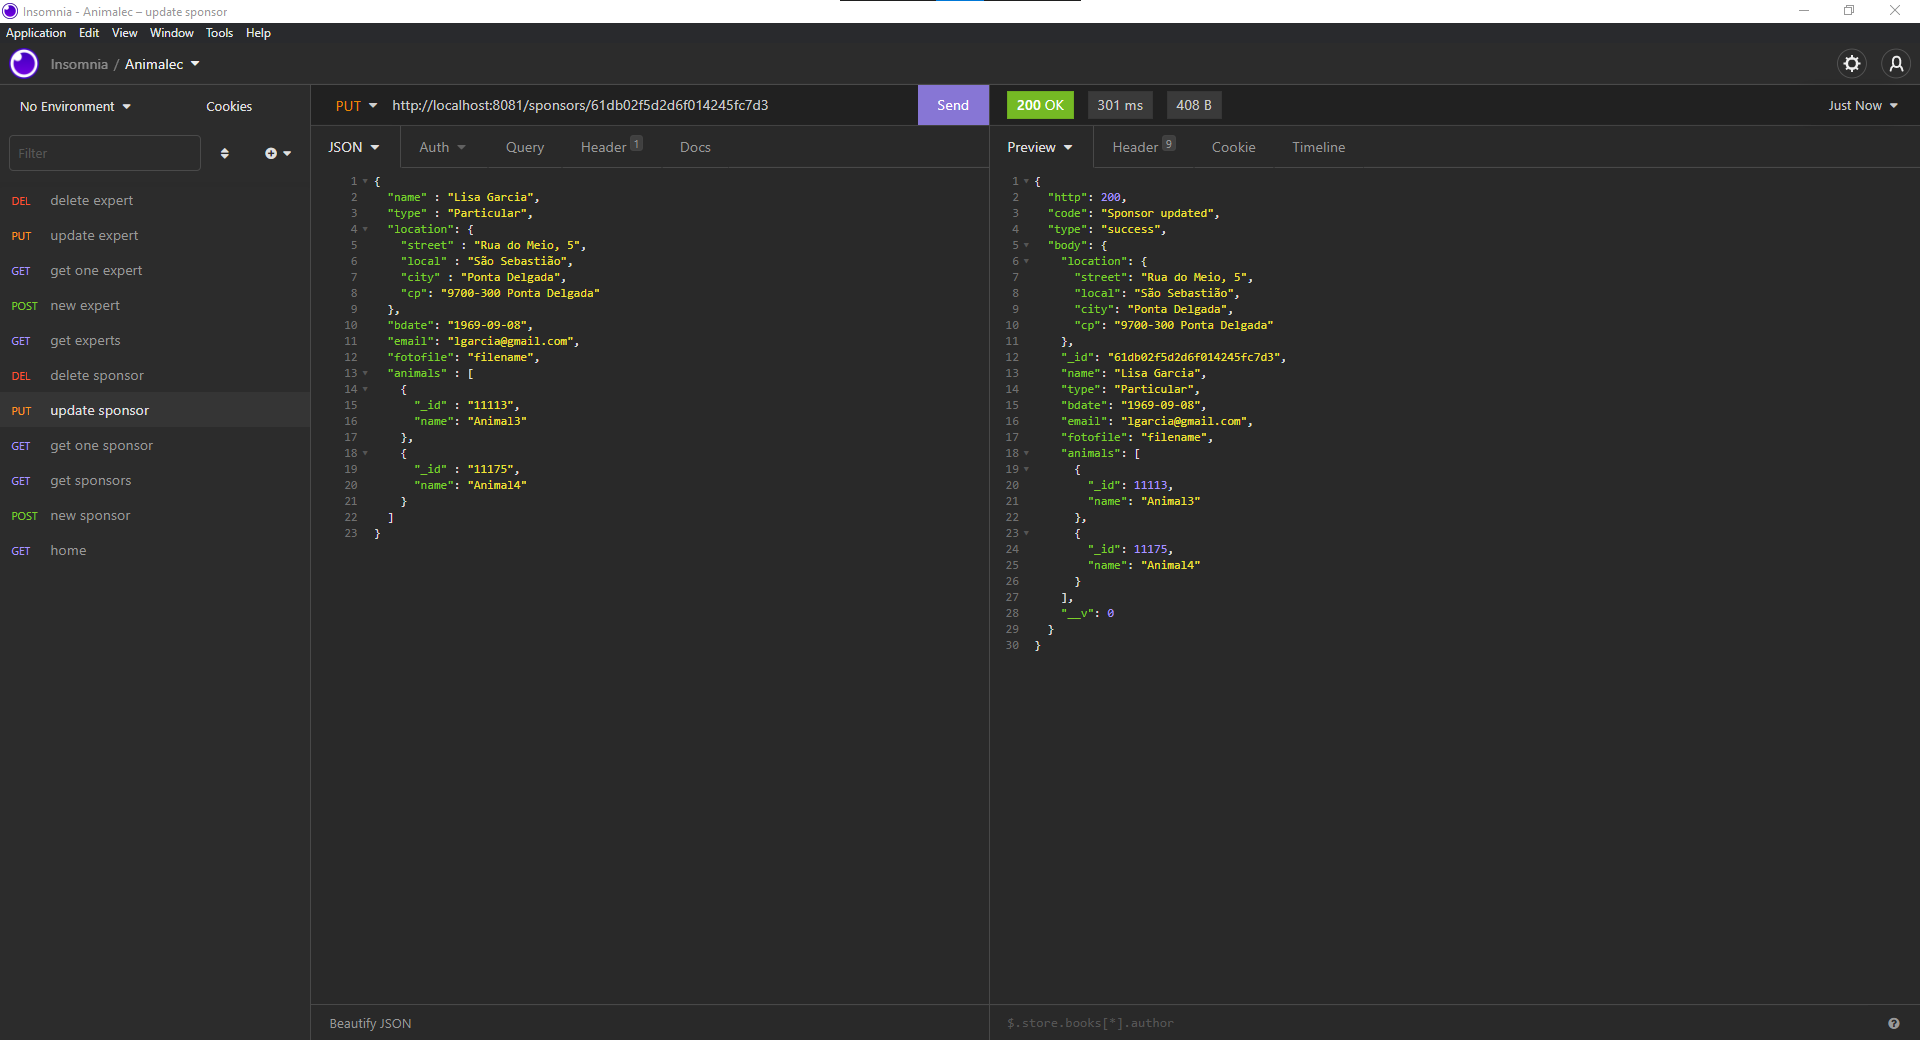 Insomnia - Animalec – update sponsor
Application Edit View Window Tools Help
Insomnia / Animalec
No Environment Cookies
Filter
DEL delete expert
PUT update expert
GET get one expert
POST new expert
GET get experts
DEL delete sponsor
PUT update sponsor
GET get one sponsor
GET get sponsors
POST new sponsor
GET home
PUT http://localhost:8081/sponsors/61db02f5d2d6f014245fc7d3 Send
JSON Auth Query Header 1 Docs
1 {
2 "name" : "Lisa Garcia",
3 "type" : "Particular",
4 "location": {
5 "street" : "Rua do Meio, 5",
6 "local" : "São Sebastião",
7 "city" : "Ponta Delgada",
8 "cp": "9700-300 Ponta Delgada"
9 },
10 "bdate": "1969-09-08",
11 "email": "lgarcia@gmail.com",
12 "fotofile": "filename",
13 "animals" : [
14 {
15 "_id" : "11113",
16 "name": "Animal3"
17 },
18 {
19 "_id" : "11175",
20 "name": "Animal4"
21 }
22 ]
23 }
Beautify JSON
200 OK 301 ms 408 B Just Now
Preview Header 9 Cookie Timeline
1 {
2 "http": 200,
3 "code": "Sponsor updated",
4 "type": "success",
5 "body": {
6 "location": {
7 "street": "Rua do Meio, 5",
8 "local": "São Sebastião",
9 "city": "Ponta Delgada",
10 "cp": "9700-300 Ponta Delgada"
11 },
12 "_id": "61db02f5d2d6f014245fc7d3",
13 "name": "Lisa Garcia",
14 "type": "Particular",
15 "bdate": "1969-09-08",
16 "email": "lgarcia@gmail.com",
17 "fotofile": "filename",
18 "animals": [
19 {
20 "_id": 11113,
21 "name": "Animal3"
22 },
23 {
24 "_id": 11175,
25 "name": "Animal4"
26 }
27 ],
28 "__v": 0
29 }
30 }
$.store.books[*].author